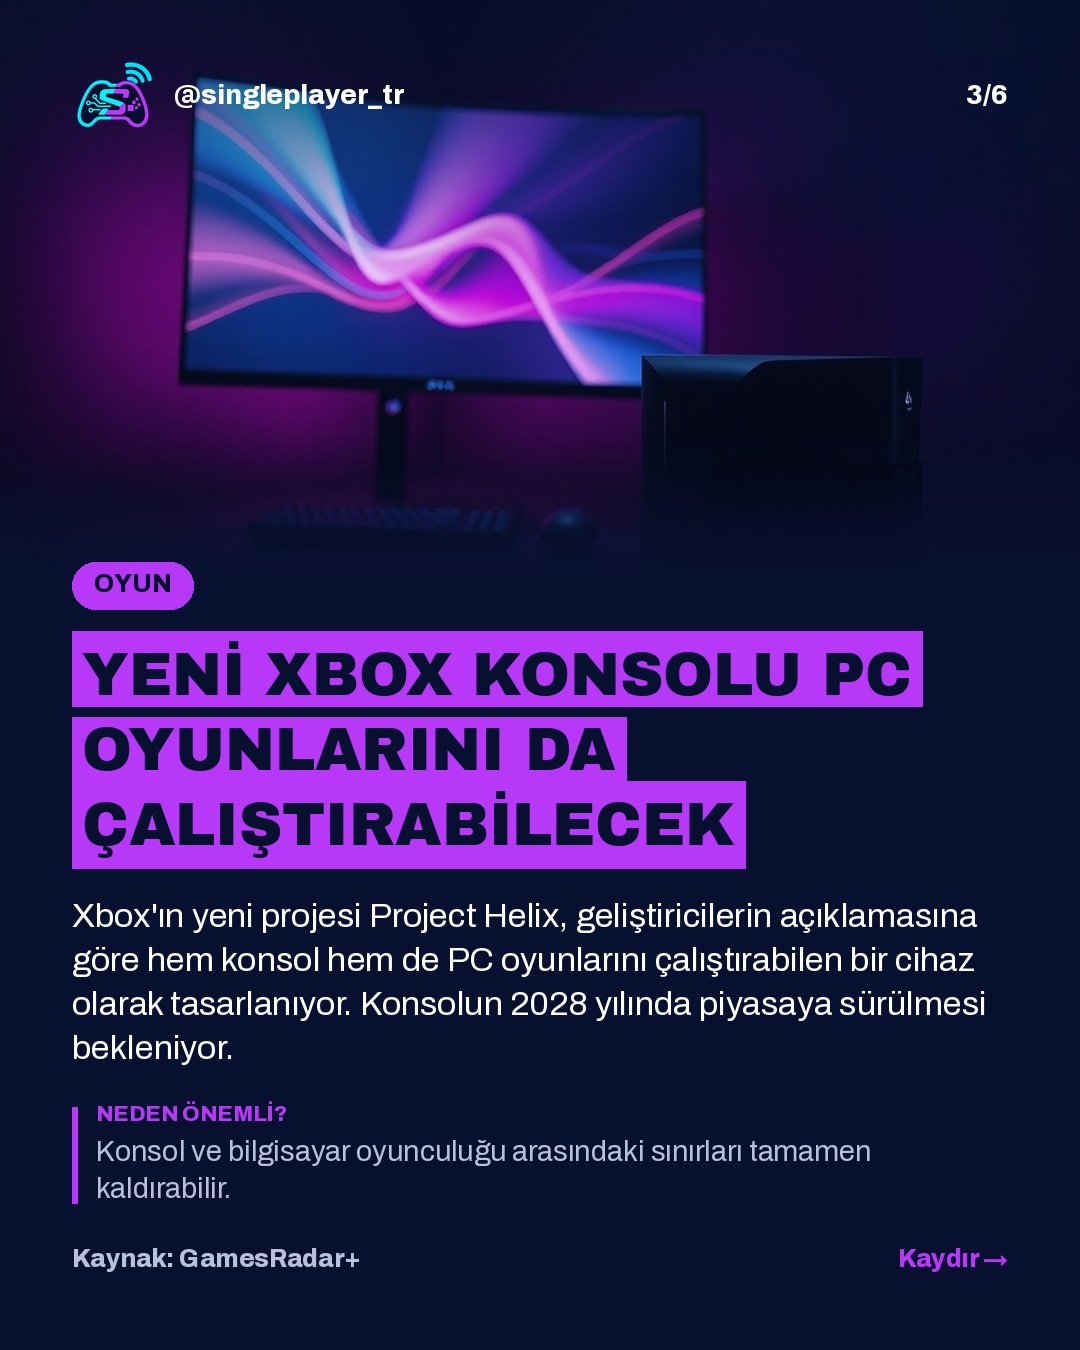 @singleplayer_tr
3/6
OYUN
YENİ XBOX KONSOLU PC
OYUNLARINI DA
ÇALIŞTIRABİLECEK
Xbox'ın yeni projesi Project Helix, geliştiricilerin açıklamasına
göre hem konsol hem de PC oyunlarını çalıştırabilen bir cihaz
olarak tasarlanıyor. Konsolun 2028 yılında piyasaya sürülmesi
bekleniyor.
NEDEN ÖNEMLİ?
Konsol ve bilgisayar oyunculuğu arasındaki sınırları tamamen
kaldırabilir.
Kaynak: GamesRadar+
Kaydır→